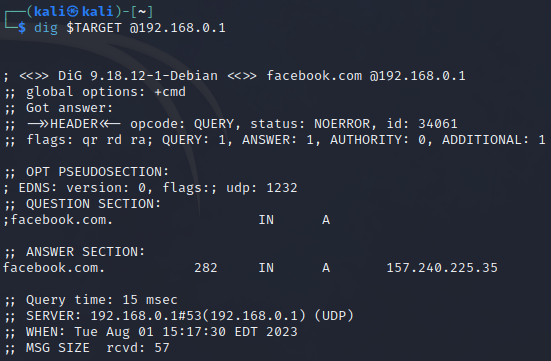 ┌──(kali㉿kali)-[~]
└─$ dig $TARGET @192.168.0.1
; <<>> DiG 9.18.12-1-Debian <<>> facebook.com @192.168.0.1
;; global options: +cmd
;; Got answer:
;; ->>HEADER<<- opcode: QUERY, status: NOERROR, id: 34061
;; flags: qr rd ra; QUERY: 1, ANSWER: 1, AUTHORITY: 0, ADDITIONAL: 1
;; OPT PSEUDOSECTION:
; EDNS: version: 0, flags:; udp: 1232
;; QUESTION SECTION:
;facebook.com. IN A
;; ANSWER SECTION:
facebook.com. 282 IN A 157.240.225.35
;; Query time: 15 msec
;; SERVER: 192.168.0.1#53(192.168.0.1) (UDP)
;; WHEN: Tue Aug 01 15:17:30 EDT 2023
;; MSG SIZE rcvd: 57